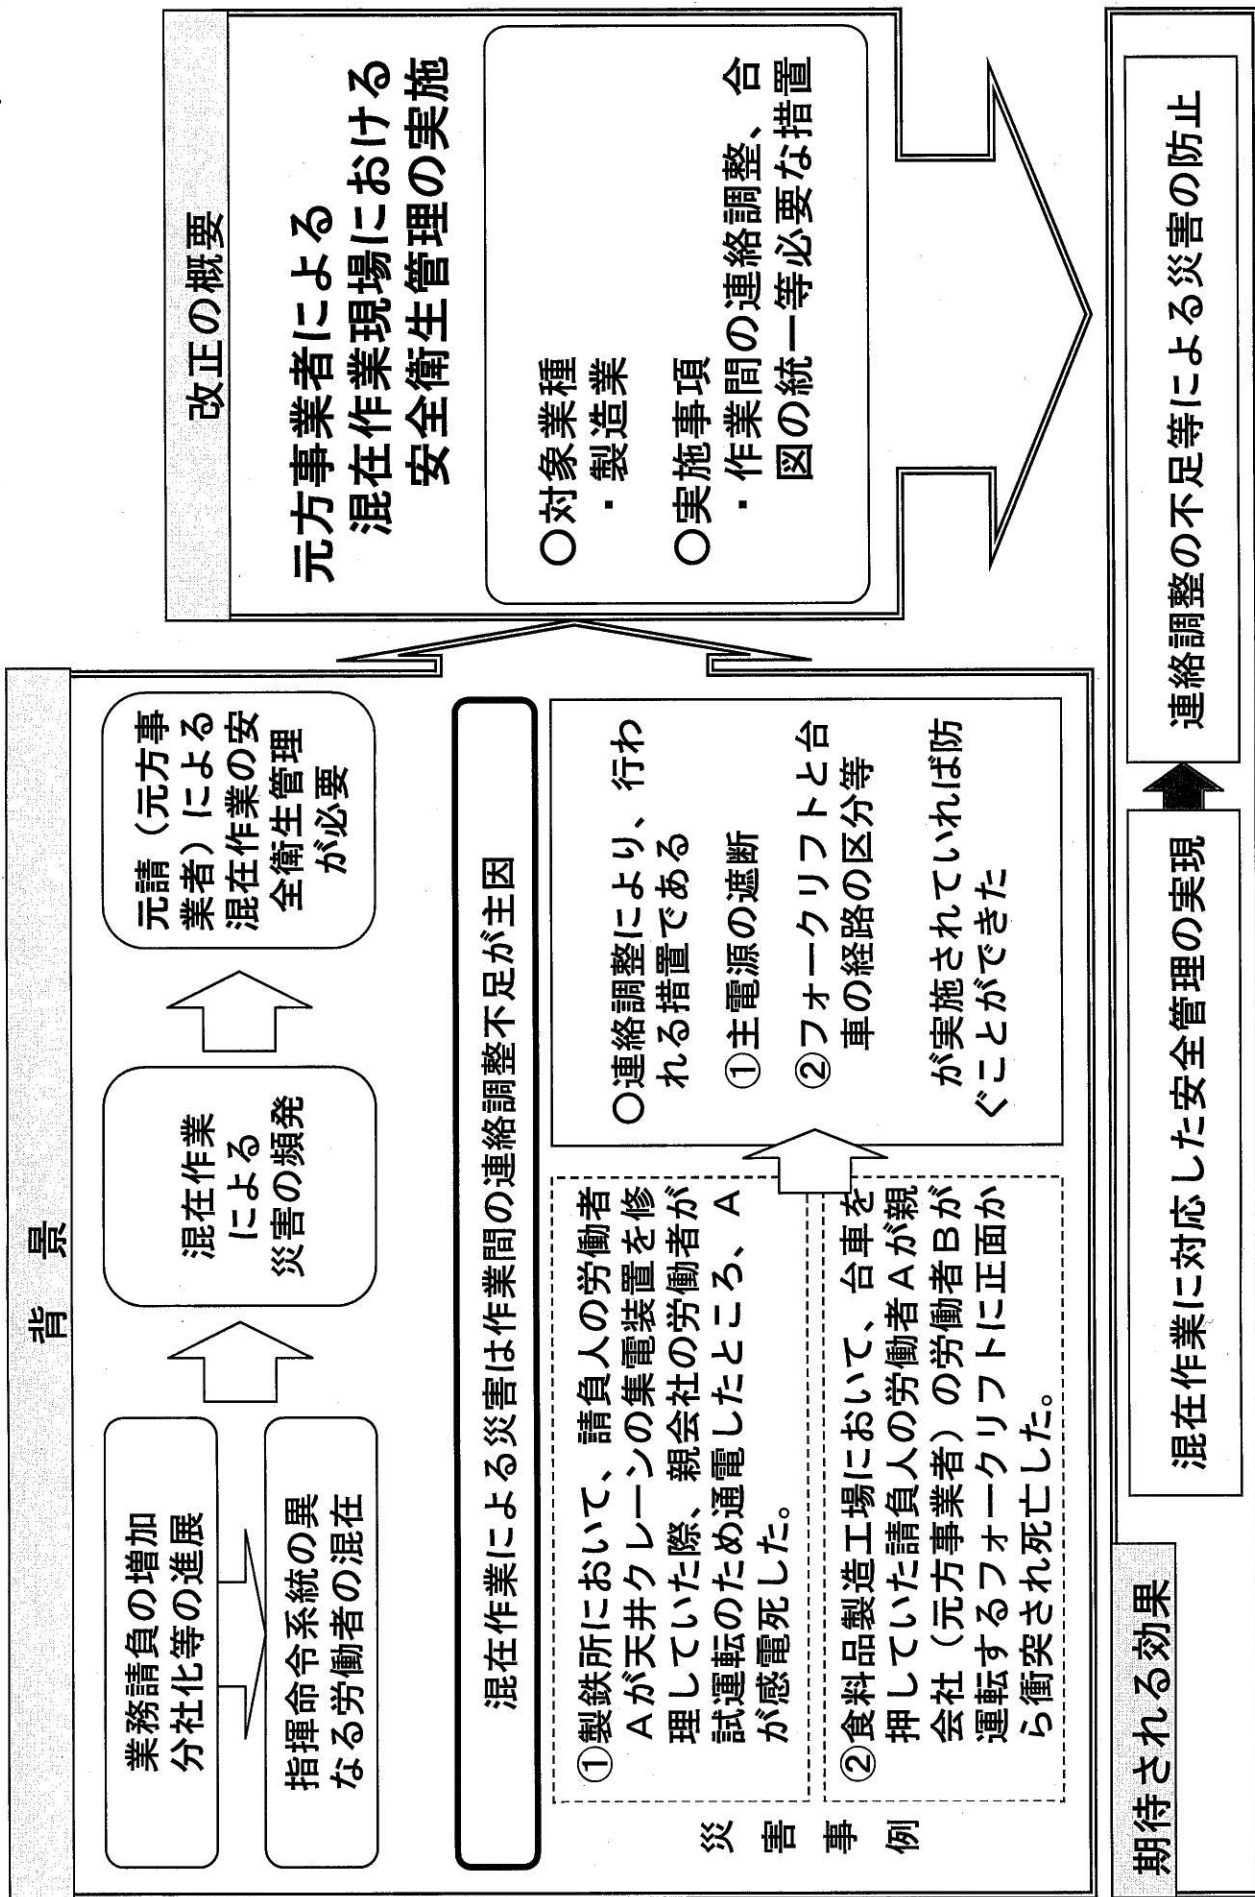 背　景
業務請負の増加
分社化等の進展
指揮命令系統の異
なる労働者の混在
混在作業
による
災害の頻発
元請（元方事
業者）による
混在作業の安
全衛生管理
が必要
混在作業による災害は作業間の連絡調整不足が主因
災害事例
①製鉄所において、請負人の労働者
Ａが天井クレーンの集電装置を修
理していた際、親会社の労働者が
試運転のため通電したところ、Ａ
が感電死した。
②食料品製造工場において、台車を
押していた請負人の労働者Ａが親
会社（元方事業者）の労働者Ｂが
運転するフォークリフトに正面か
ら衝突され死亡した。
○連絡調整により、行わ
れる措置である
①主電源の遮断
②フォークリフトと台
車の経路の区分等
が実施されていれば防
ぐことができた
改正の概要
元方事業者による
混在作業現場における
安全衛生管理の実施
○対象業種
・製造業
○実施事項
・作業間の連絡調整、合
図の統一等必要な措置
期待される効果
混在作業に対応した安全管理の実現
連絡調整の不足等による災害の防止